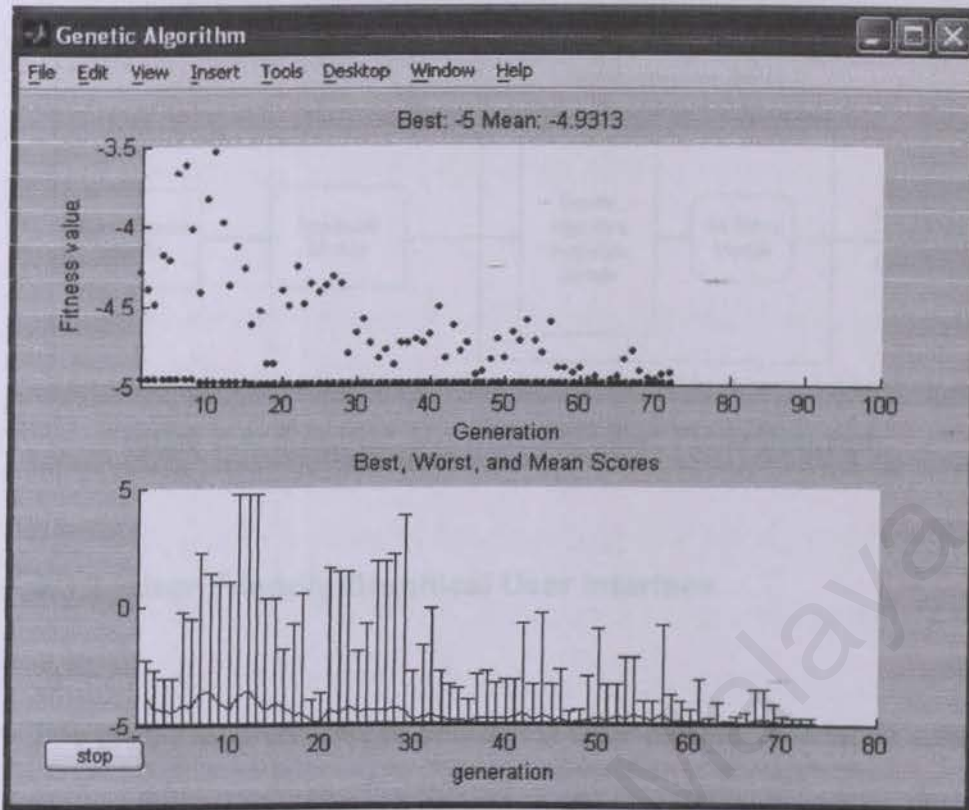 Genetic Algorithm
File Edit View Insert Tools Desktop Window Help
Best: -5 Mean: -4.9313
-3.5
-4
-4.5
-5
Fitness value
10 20 30 40 50 60 70 80 90 100
Generation
Best, Worst, and Mean Scores
5
0
-5
10 20 30 40 50 60 70 80
generation
stop
Malaya